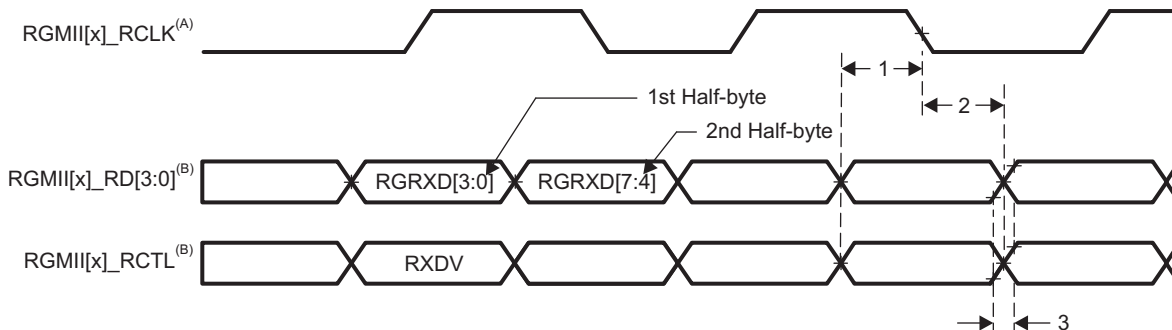 RGMII[x]_RCLK(A)
1
2
1st Half-byte
2nd Half-byte
RGMII[x]_RD[3:0](B)
RGRXD[3:0]
RGRXD[7:4]
RGMII[x]_RCTL(B)
RXDV
3